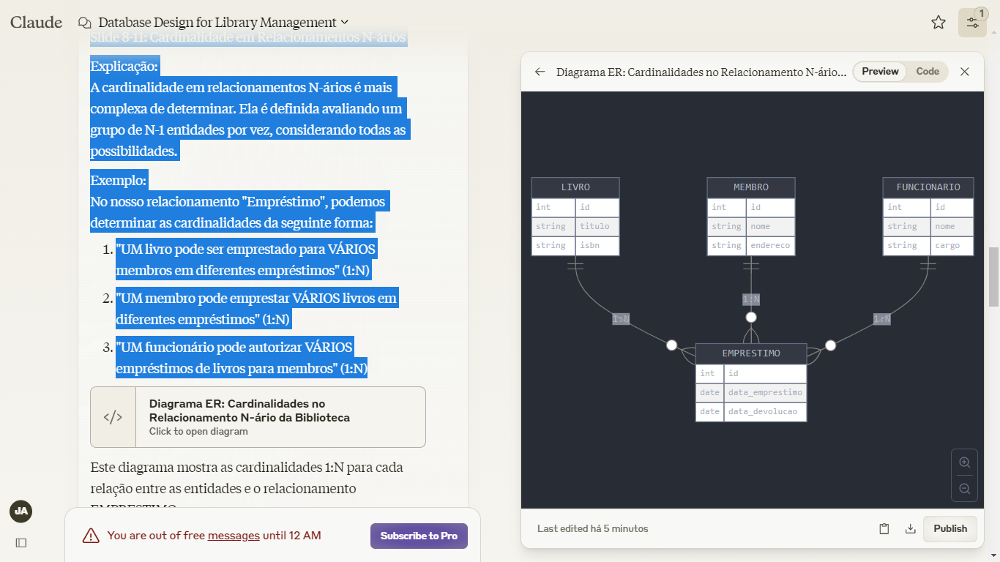 Claude
Database Design for Library Management
1
Slide 8-11: Cardinalidade em Relacionamentos N-ários
Explicação:
A cardinalidade em relacionamentos N-ários é mais
complexa de determinar. Ela é definida avaliando um
grupo de N-1 entidades por vez, considerando todas as
possibilidades.
Exemplo:
No nosso relacionamento "Empréstimo", podemos
determinar as cardinalidades da seguinte forma:
1. "UM livro pode ser emprestado para VÁRIOS
membros em diferentes empréstimos" (1:N)
2. "UM membro pode emprestar VÁRIOS livros em
diferentes empréstimos" (1:N)
3. "UM funcionário pode autorizar VÁRIOS
empréstimos de livros para membros" (1:N)
</>
Diagrama ER: Cardinalidades no
Relacionamento N-ário da Biblioteca
Click to open diagram
Este diagrama mostra as cardinalidades 1:N para cada
relação entre as entidades e o relacionamento
EMPRESTIMO
JA
You are out of free messages until 12 AM
Subscribe to Pro
Diagrama ER: Cardinalidades no Relacionamento N-ário...
Preview
Code
LIVRO
int id
string titulo
string isbn
MEMBRO
int id
string nome
string endereco
FUNCIONARIO
int id
string nome
string cargo
1:N
1:N
1:N
EMPRESTIMO
int id
date data_emprestimo
date data_devolucao
Last edited há 5 minutos
Publish